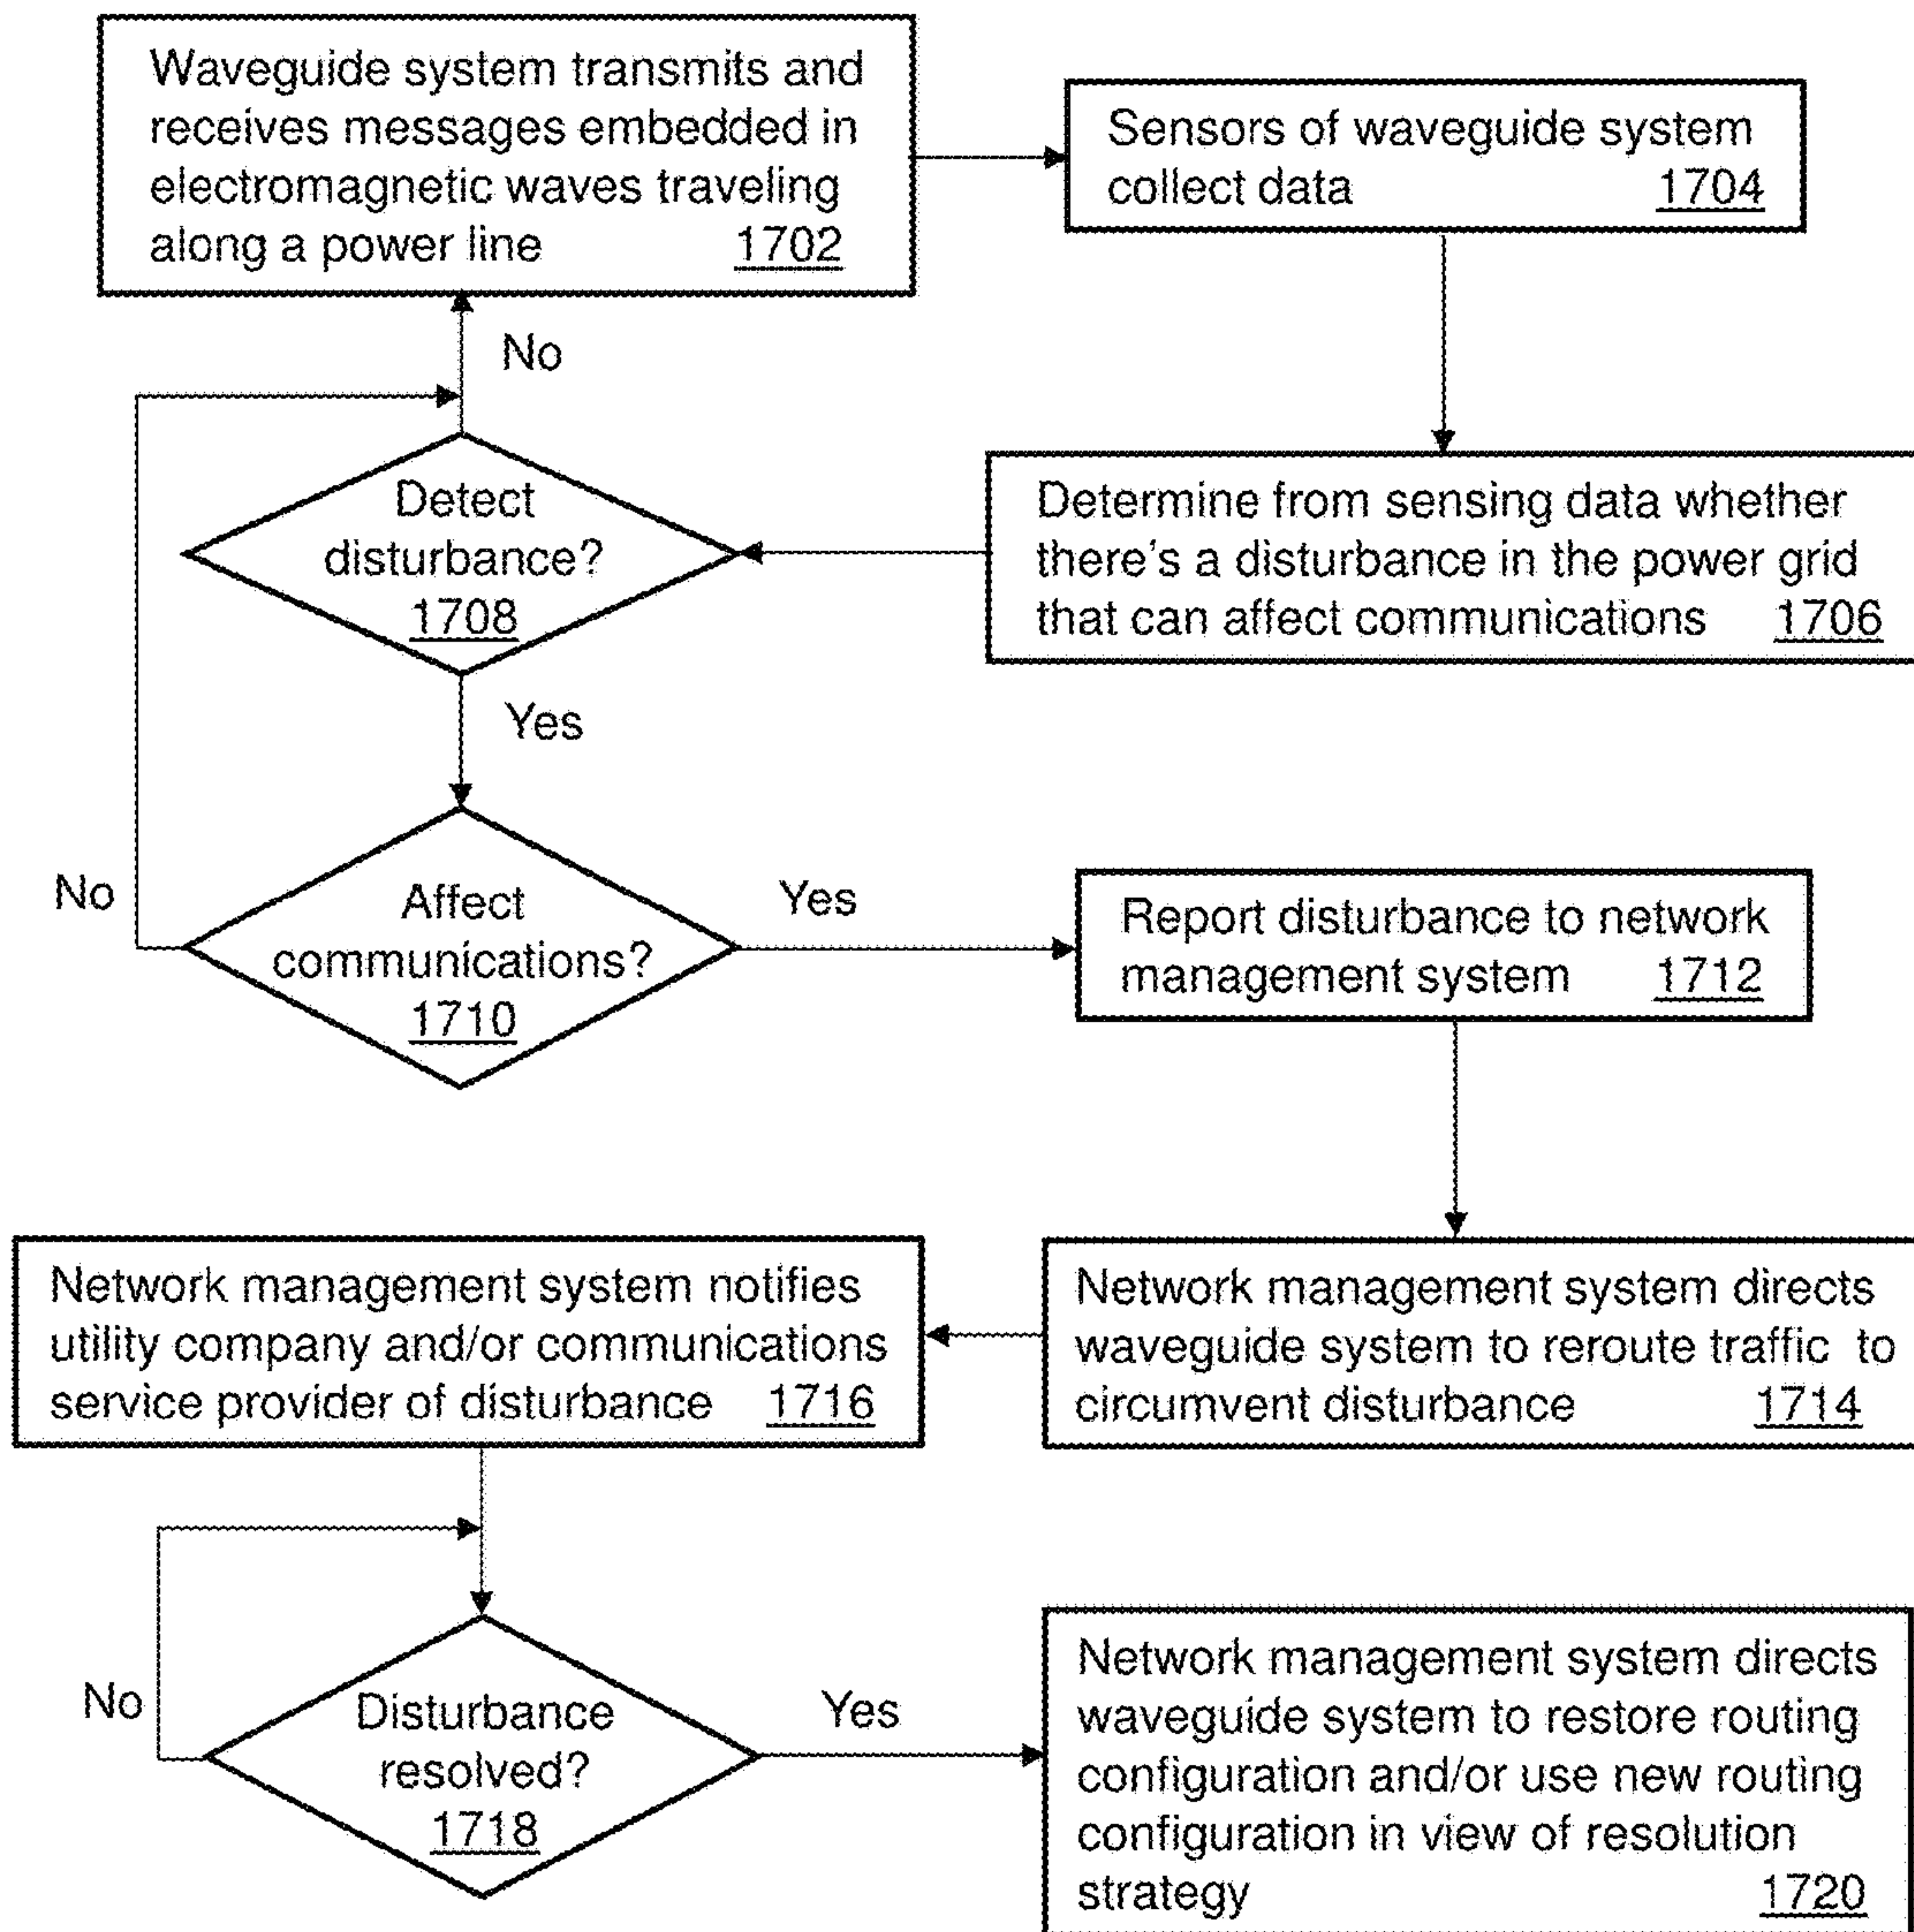 Waveguide system transmits and
receives messages embedded in
electromagnetic waves traveling
along a power line 1702
Sensors of waveguide system
collect data 1704
No
Detect
disturbance?
1708
Determine from sensing data whether
there's a disturbance in the power grid
that can affect communications 1706
Yes
No
Affect
communications?
1710
Yes
Report disturbance to network
management system 1712
Network management system notifies
utility company and/or communications
service provider of disturbance 1716
Network management system directs
waveguide system to reroute traffic to
circumvent disturbance 1714
No
Disturbance
resolved?
1718
Yes
Network management system directs
waveguide system to restore routing
configuration and/or use new routing
configuration in view of resolution
strategy 1720